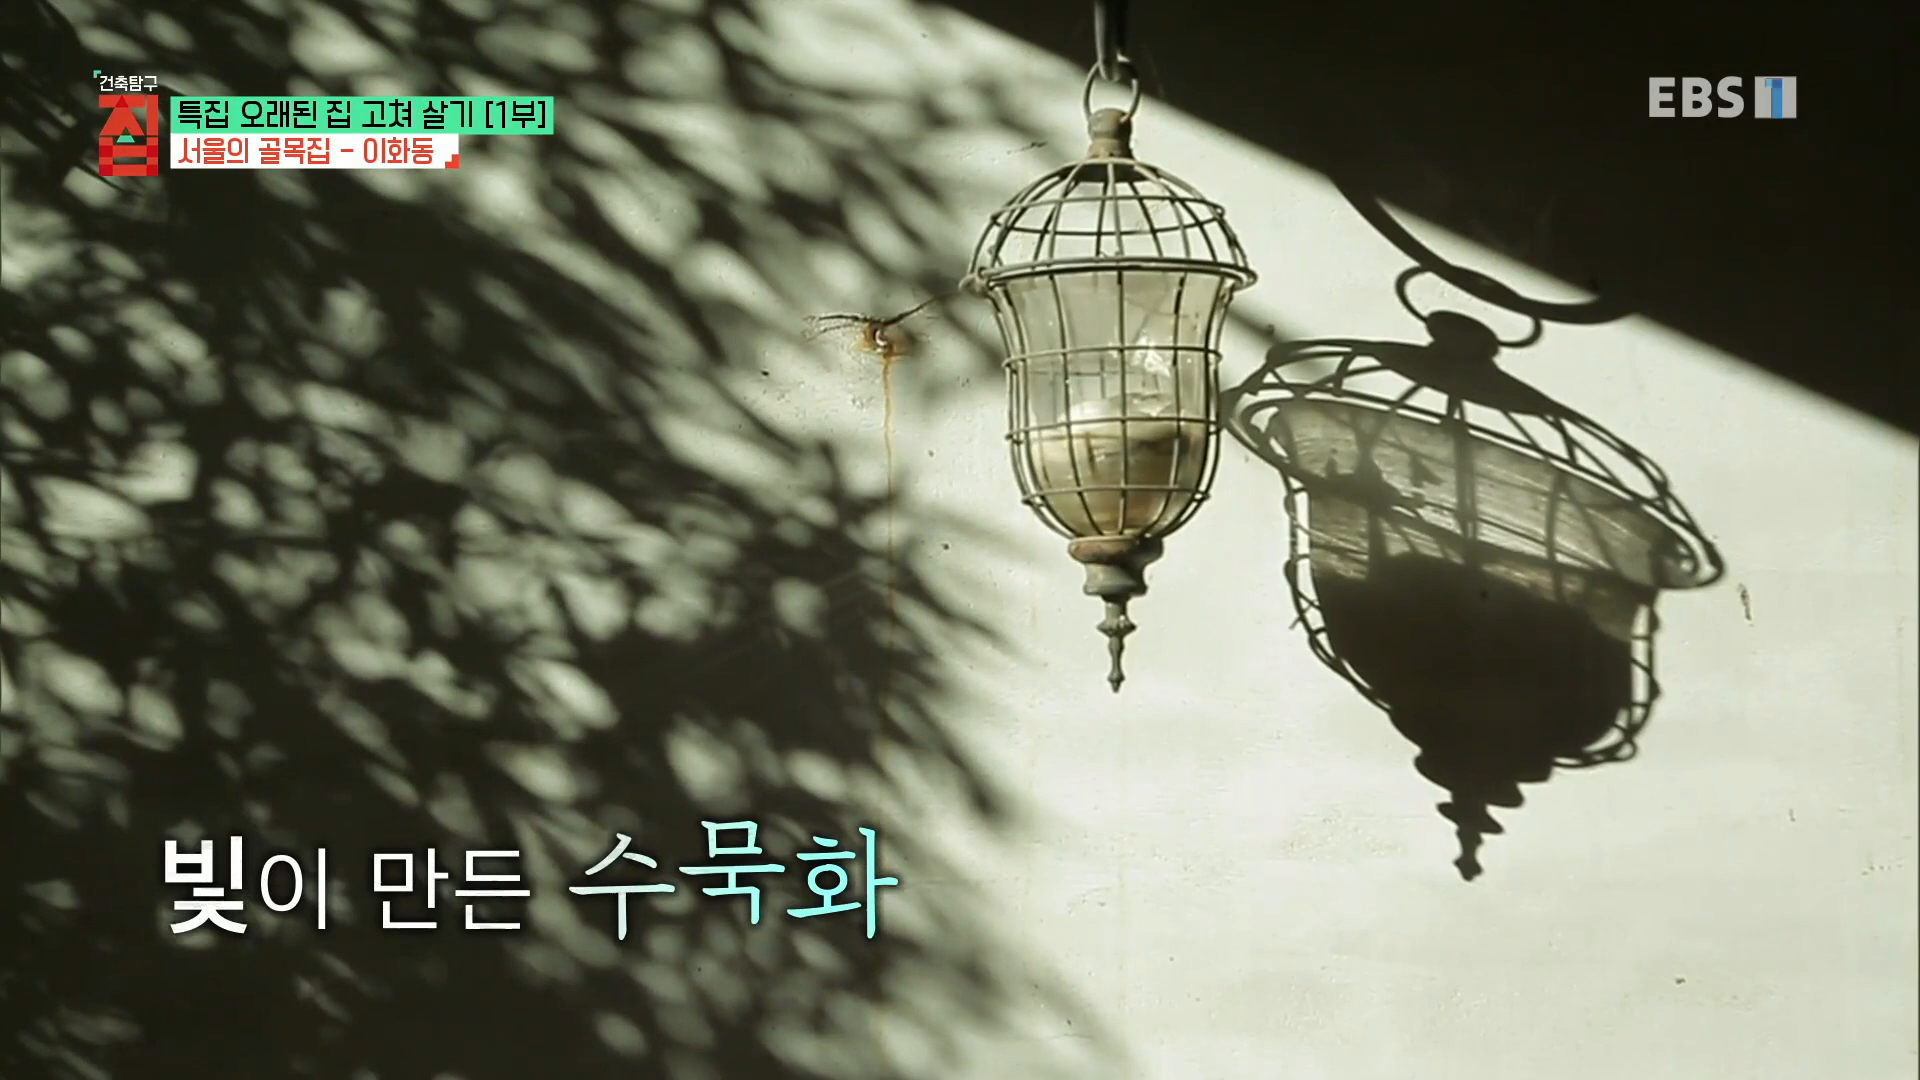 건축탐구
집
특집 오래된 집 고쳐 살기 [1부]
서울의 골목집 - 이화동
EBS 1
빛이 만든 수묵화